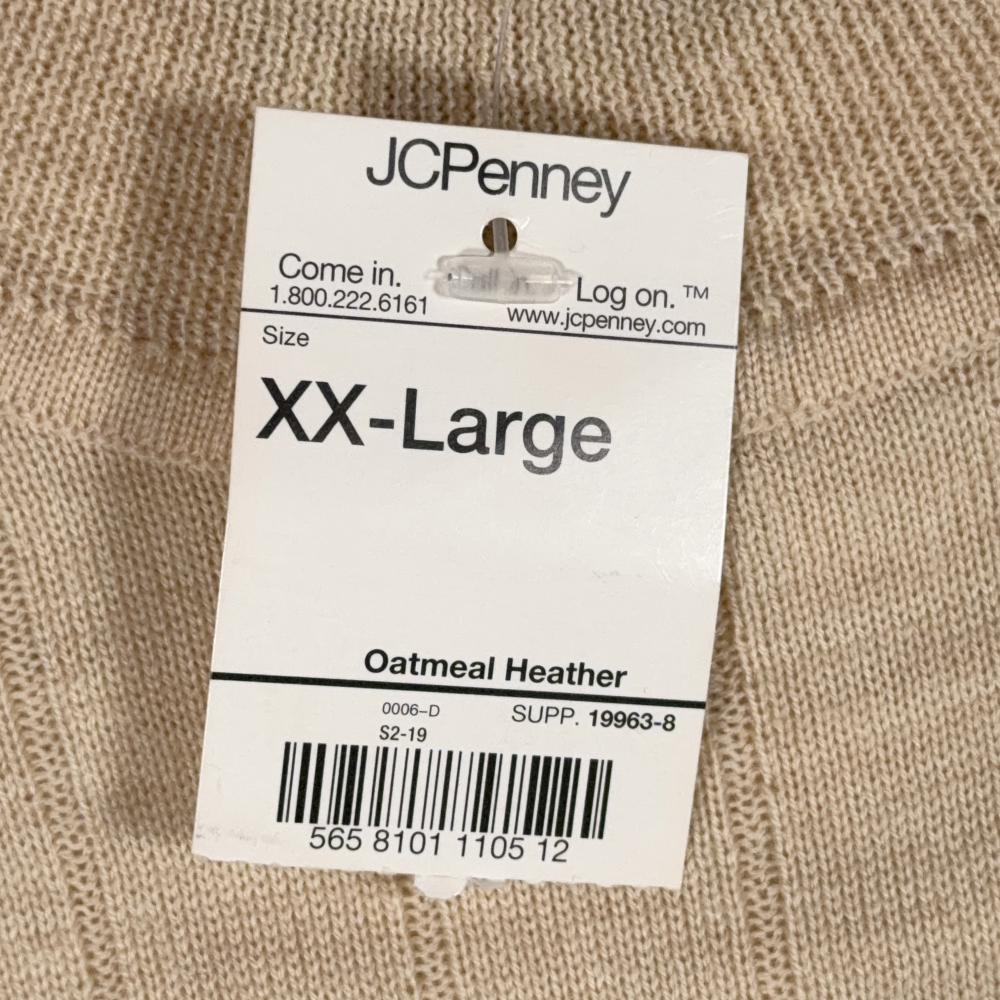 JCPenney
Come in.
1.800.222.6161
Log on.™
www.jcpenney.com
Size
XX-Large
Oatmeal Heather
0006-D
SUPP. 19963-8
S2-19
565 8101 1105 12